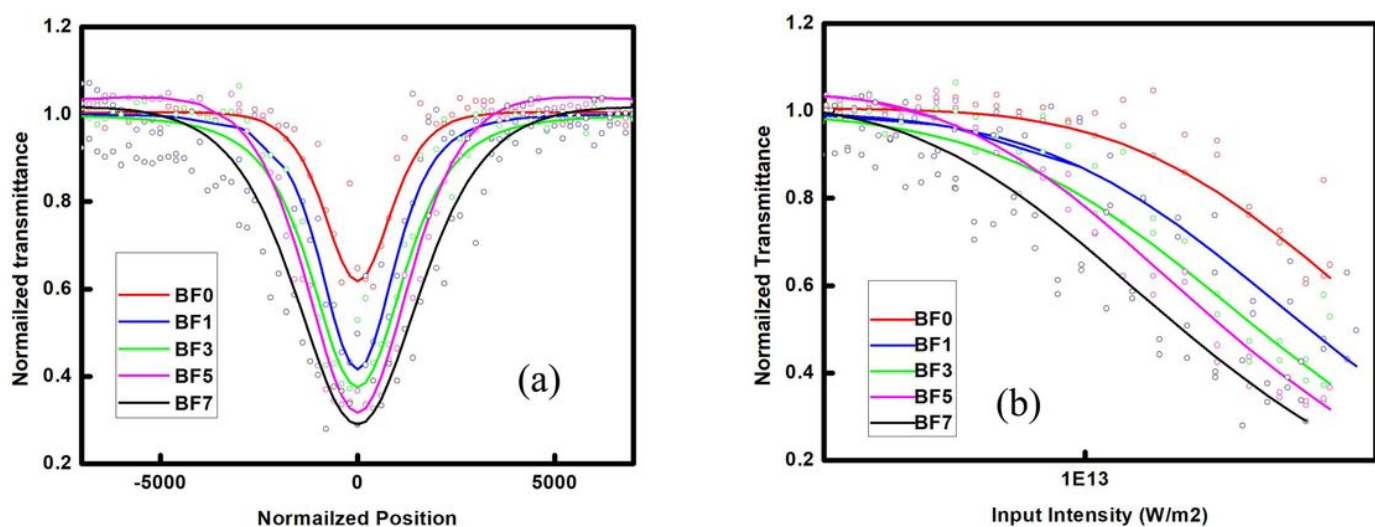 1.2
1.0
0.8
0.6
0.4
0.2
Normailzed transmittance
BF0
BF1
BF3
BF5
BF7
(a)
-5000 0 5000
Normailzed Position
1.2
1.0
0.8
0.6
0.4
0.2
Normailzed Transmittance
BF0
BF1
BF3
BF5
BF7
(b)
1E13
Input Intensity (W/m2)